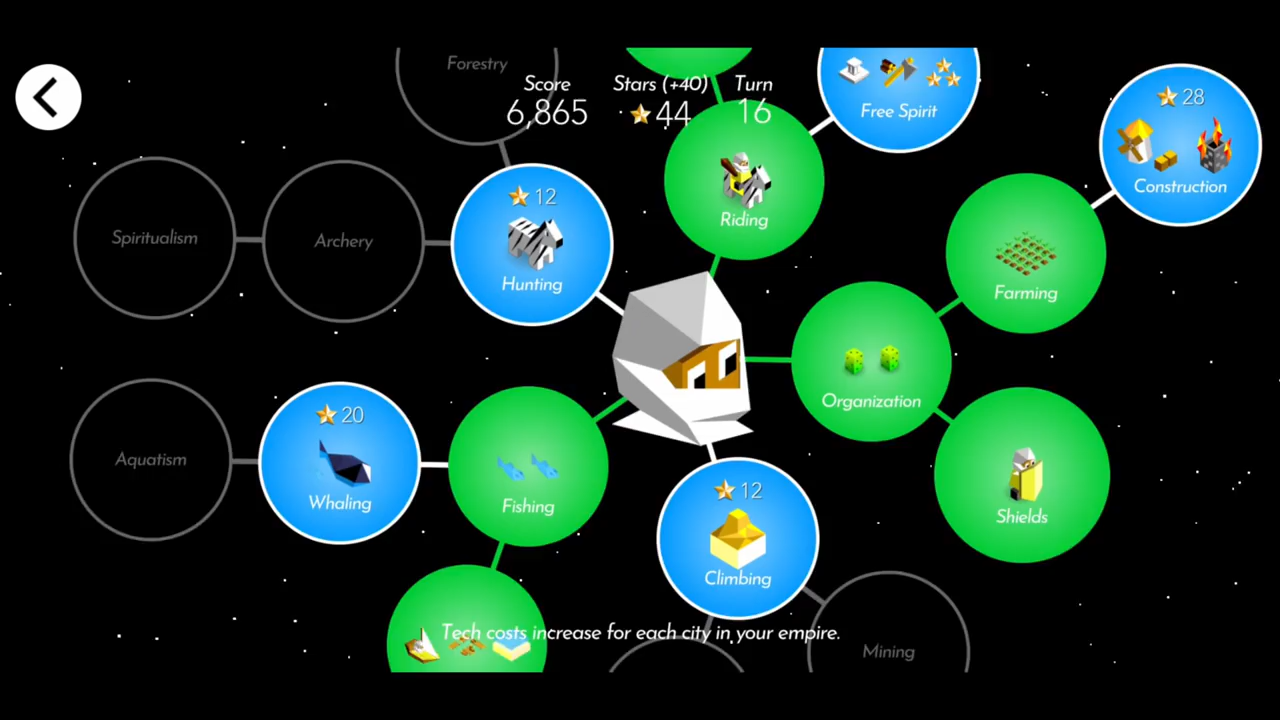 Forestry
Score
Stars (+40)
Turn
6,865
44
16
Free Spirit
28
Construction
Spiritualism
Archery
12
Hunting
Riding
Farming
Organization
Aquatism
20
Whaling
Fishing
12
Climbing
Shields
Tech costs increase for each city in your empire.
Mining